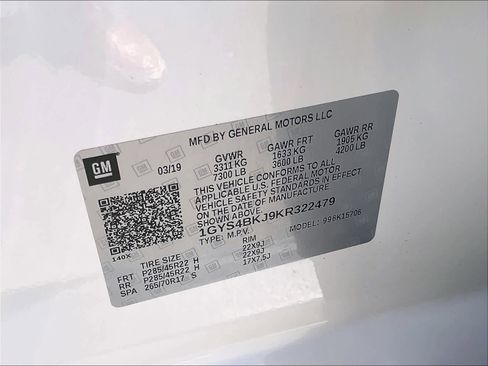 MFD BY GENERAL MOTORS LLC
GM 03/19 GVWR GAWR FRT GAWR RR
3311 KG 1633 KG 1905 KG
7300 LB 3600 LB 4200 LB
THIS VEHICLE CONFORMS TO ALL
APPLICABLE U.S. FEDERAL MOTOR
VEHICLE SAFETY STANDARDS IN EFFECT
ON THE DATE OF MANUFACTURE
SHOWN ABOVE.
1GYS4BKJ9KR322479
TYPE: M.P.V. 996K15706
140X
TIRE SIZE RIM
FRT P285/45R22 H 22X9J
RR P285/45R22 H 22X9J
SPA 265/70R17 S 17X7.5J